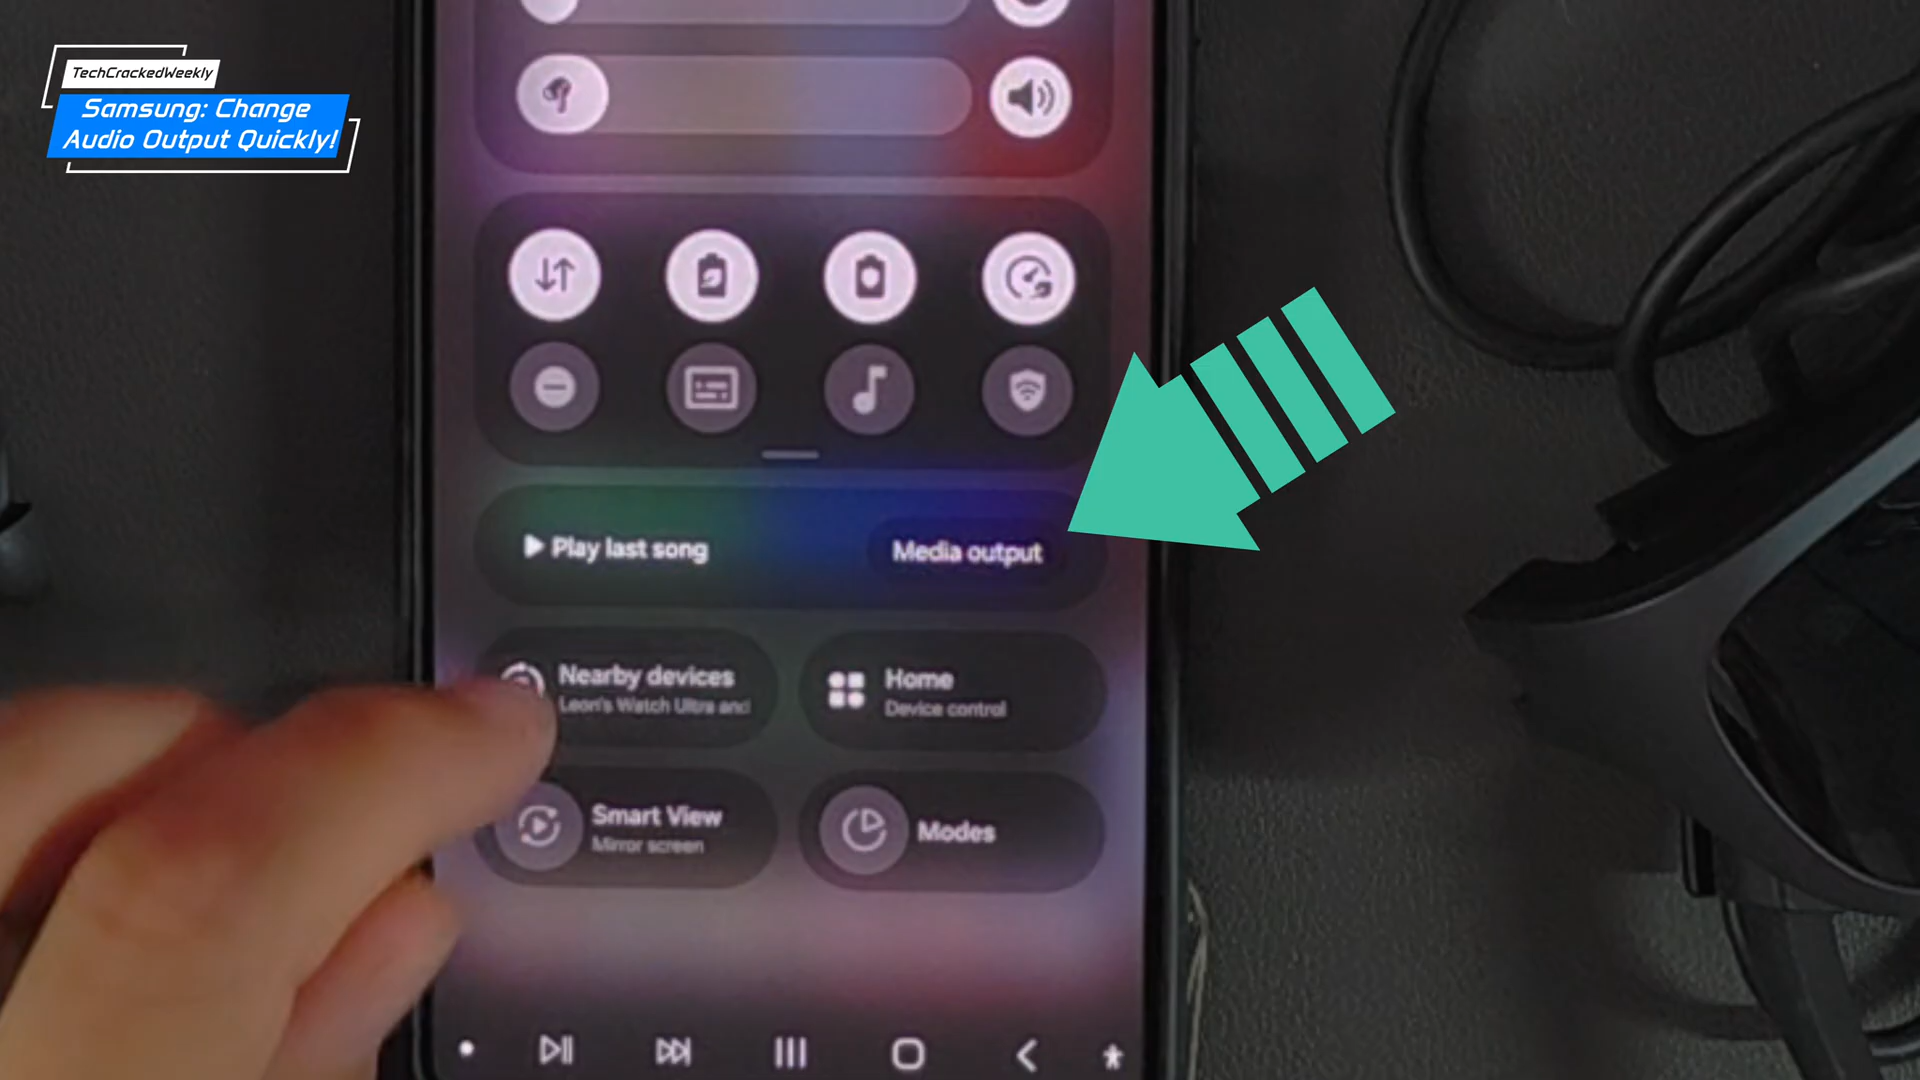 TechCrackedWeekly
Samsung: Change
Audio Output Quickly!
Play last song
Media output
Nearby devices
Leon's Watch Ultra and
Home
Device control
Smart View
Mirror screen
Modes